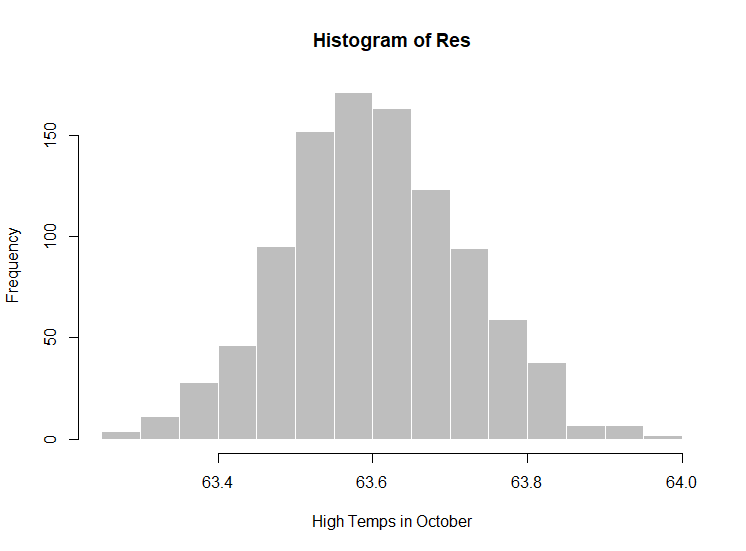 Histogram of Res
Frequency
150
100
50
0
63.4 63.6 63.8 64.0
High Temps in October